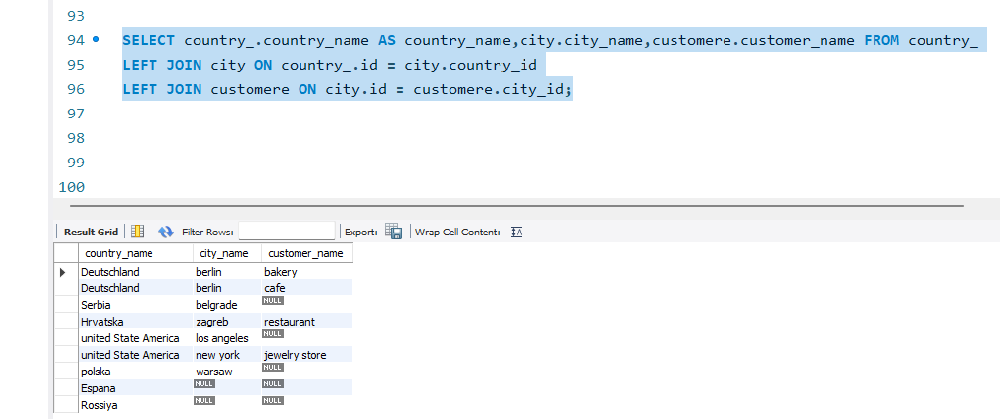 93
94 SELECT country_.country_name AS country_name,city.city_name,customere.customer_name FROM country_
95 LEFT JOIN city ON country_.id = city.country_id
96 LEFT JOIN customere ON city.id = customere.city_id;
97
98
99
100
Result Grid Filter Rows: Export: Wrap Cell Content: IA
country_name city_name customer_name
Deutschland berlin bakery
Deutschland berlin cafe
Serbia belgrade NULL
Hrvatska zagreb restaurant
united State America los angeles NULL
united State America new york jewelry store
polska warsaw NULL
Espana NULL NULL
Rossiya NULL NULL